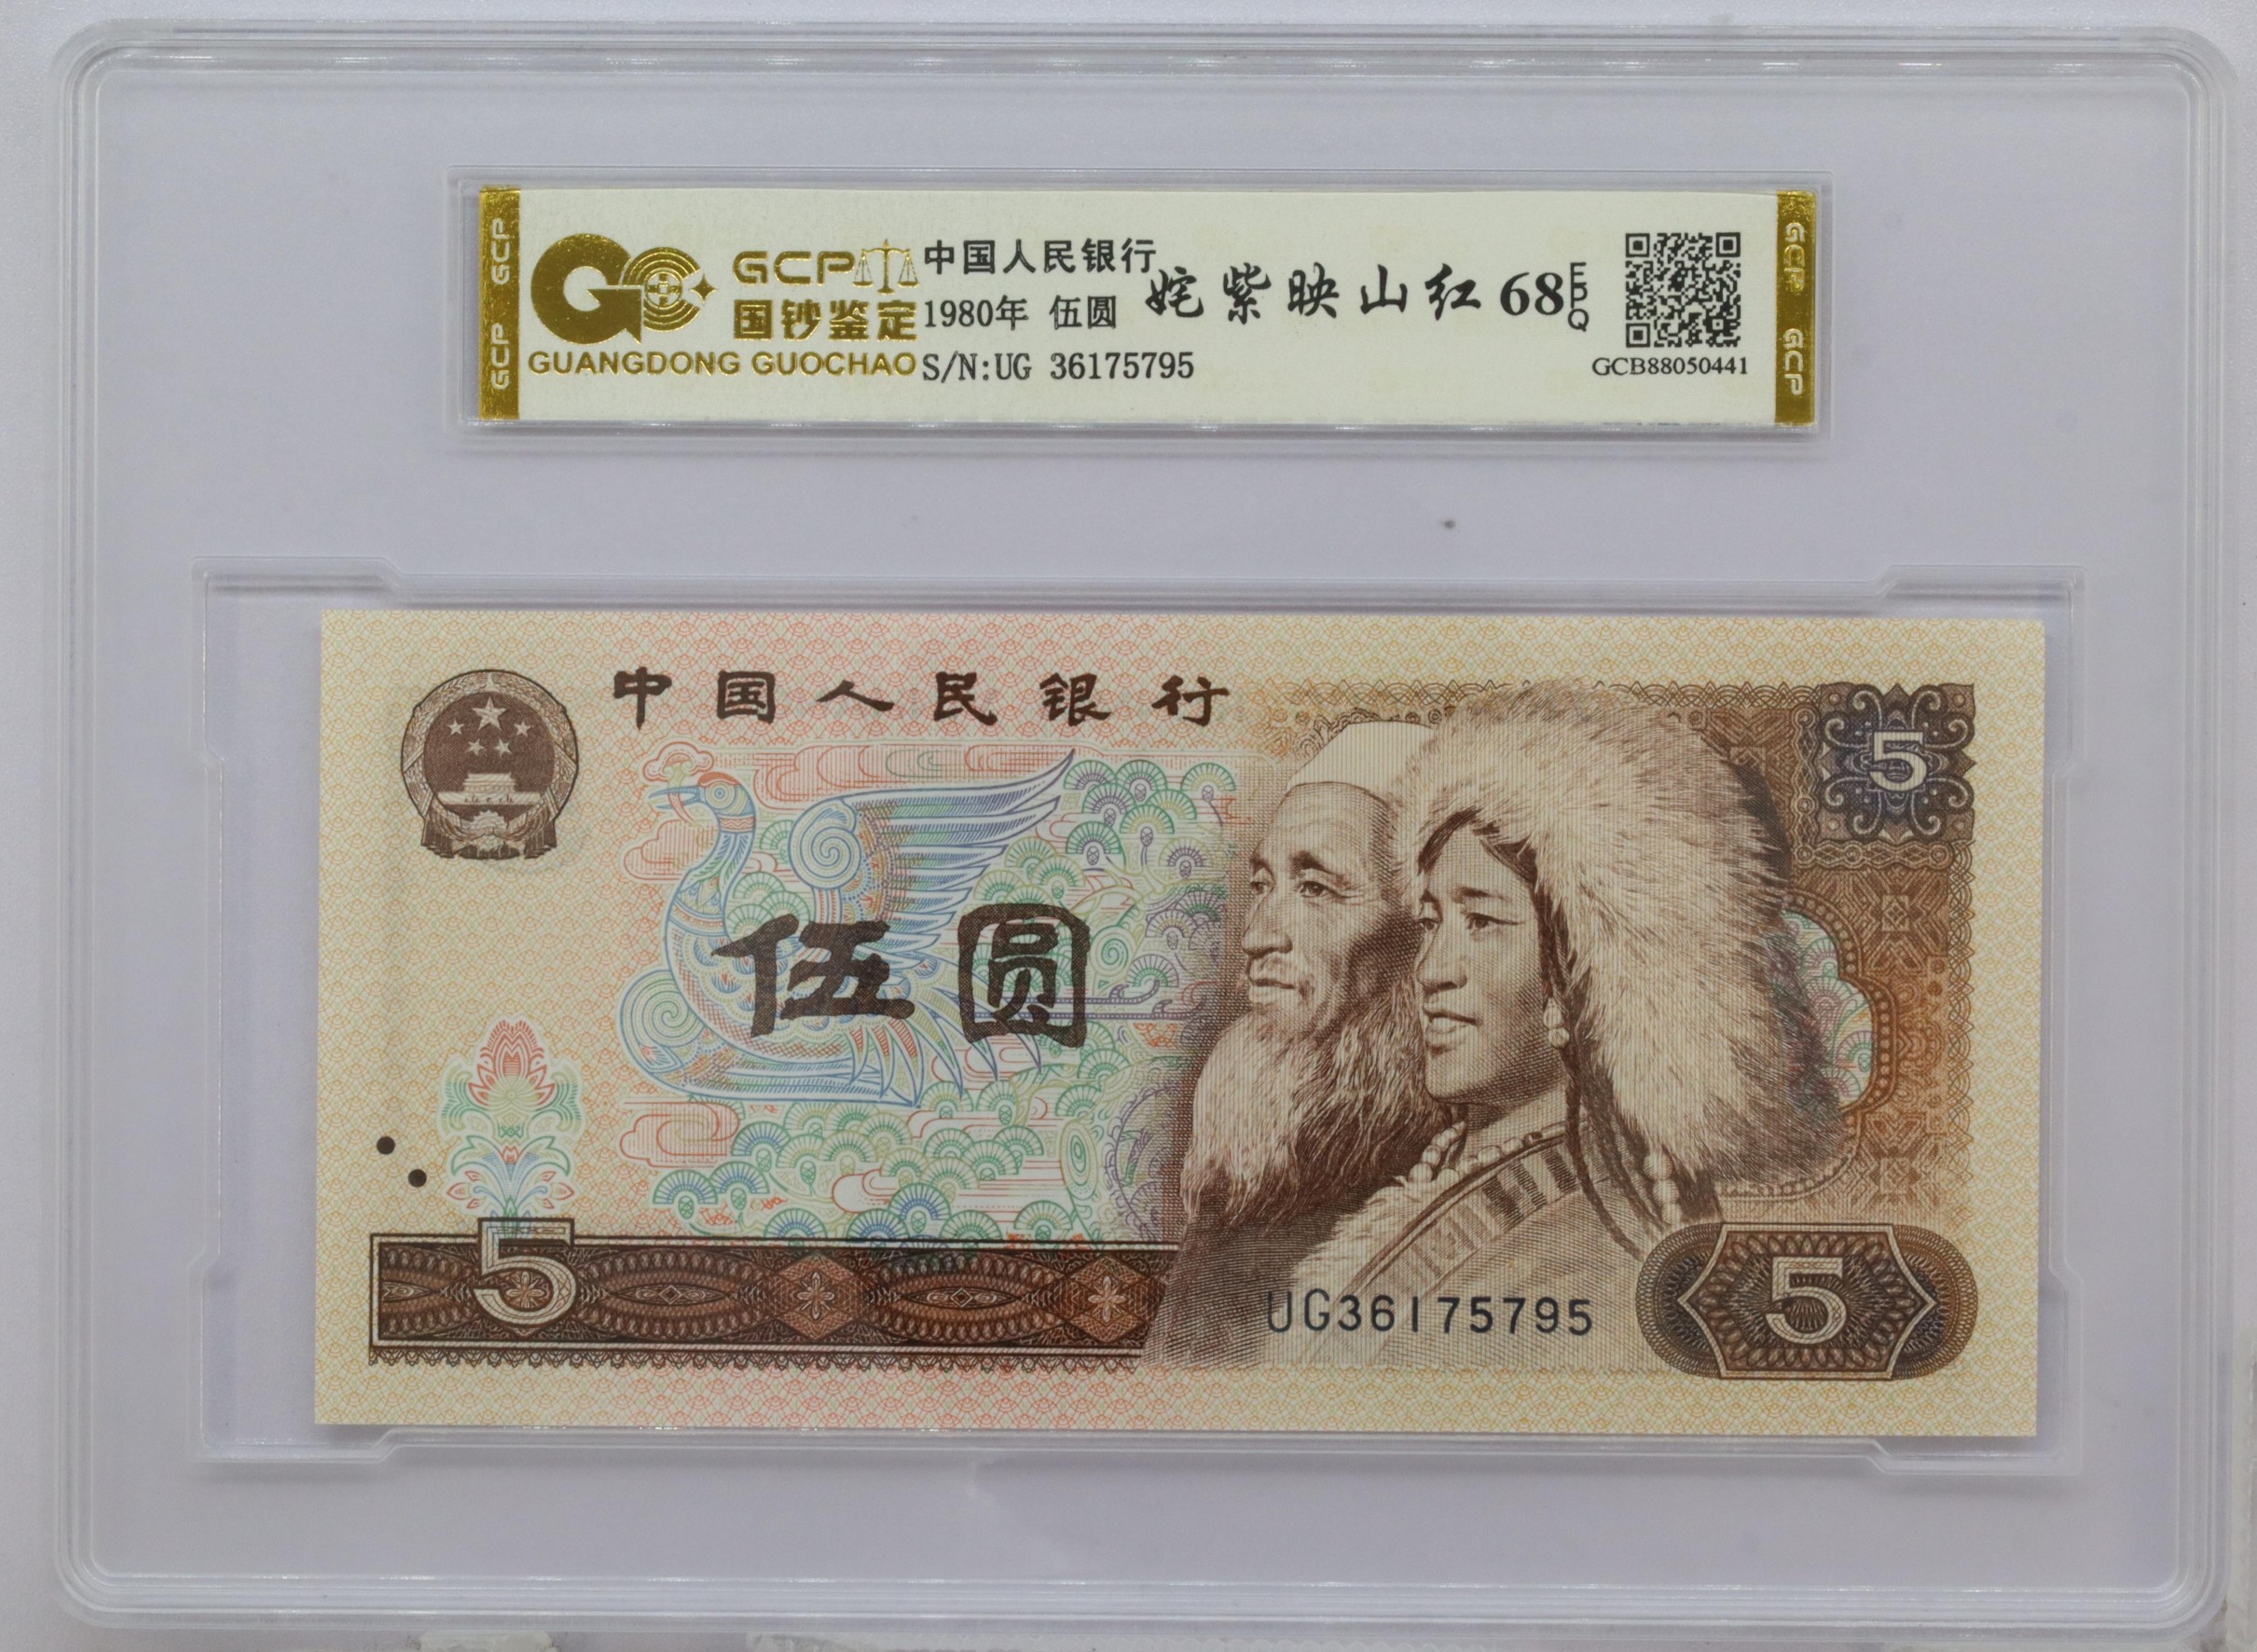 GCP GCP
GCP
国钞鉴定
GUANGDONG GUOCHAO
中国人民银行
1980年 伍圆
S/N:UG 36175795
姹紫映山红 68
EPQ
GCB88050441
GCP GCP
中国人民银行
5
伍圆
5
UG36175795
5